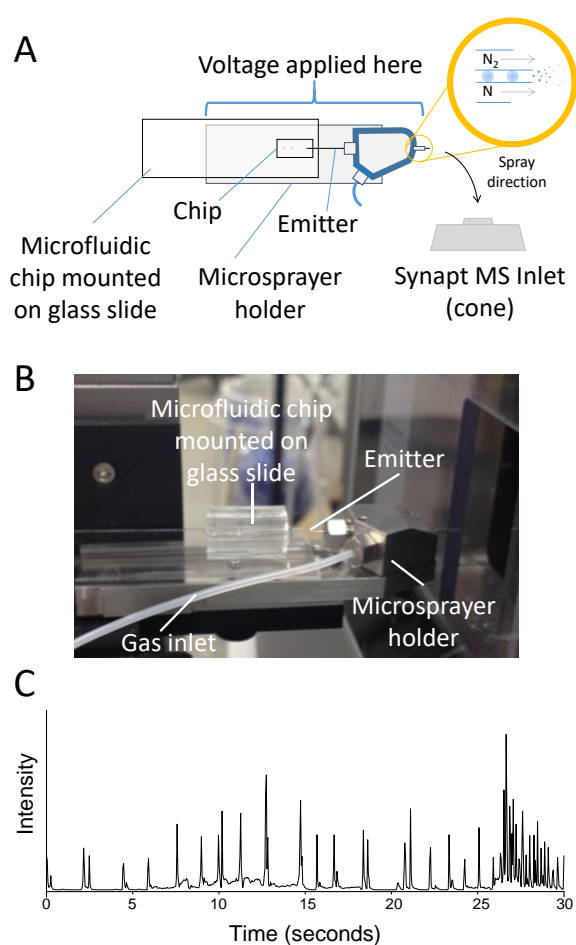 A
Voltage applied here
N2
N
Spray
direction
Chip
Emitter
Microfluidic
chip mounted
on glass slide
Microsprayer
holder
Synapt MS Inlet
(cone)
B
Microfluidic chip
mounted on
glass slide
Emitter
Gas inlet
Microsprayer
holder
C
Intensity
0 5 10 15 20 25 30
Time (seconds)